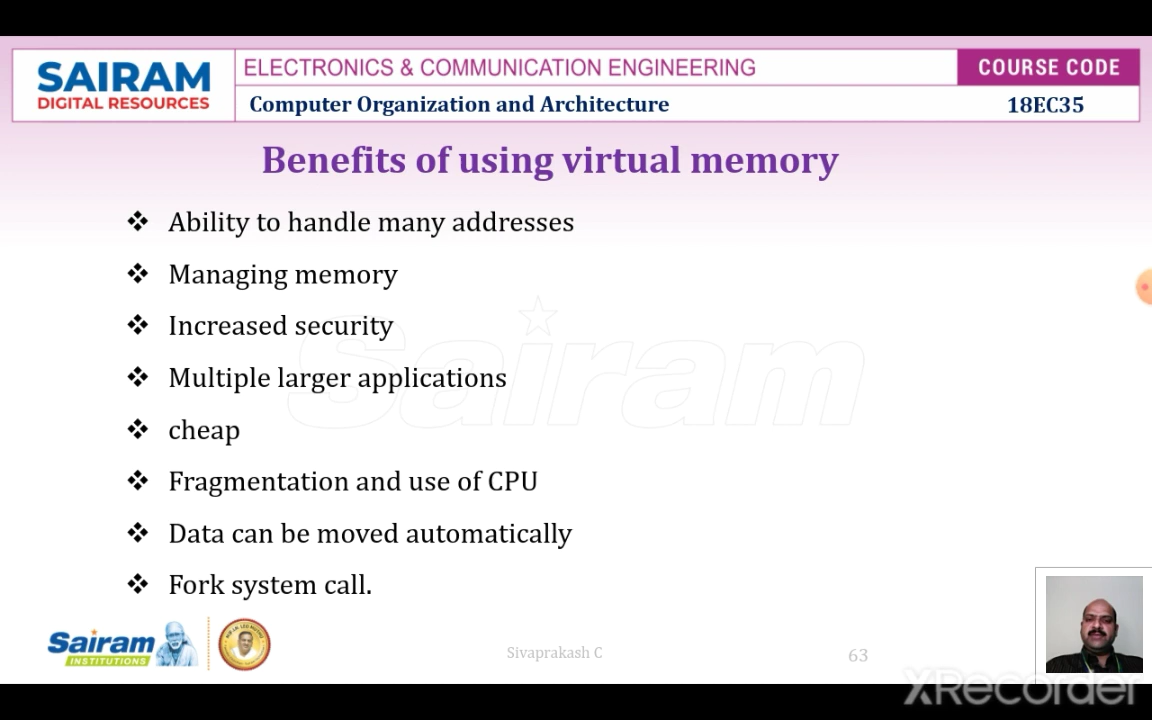 SAIRAM
DIGITAL RESOURCES
ELECTRONICS & COMMUNICATION ENGINEERING
COURSE CODE
Computer Organization and Architecture
18EC35
Benefits of using virtual memory
❖ Ability to handle many addresses
❖ Managing memory
❖ Increased security
❖ Multiple larger applications
❖ cheap
❖ Fragmentation and use of CPU
❖ Data can be moved automatically
❖ Fork system call.
Sairam
Sairam
INSTITUTIONS
Sivaprakash C
63
XRecorder